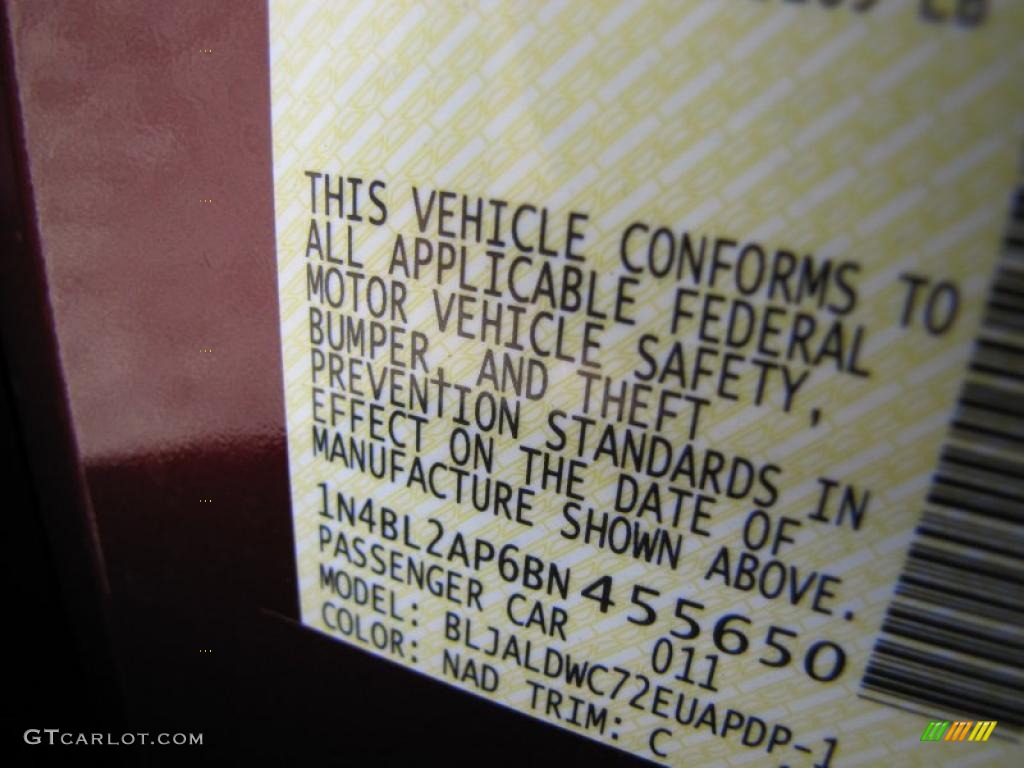 THIS VEHICLE CONFORMS TO
ALL APPLICABLE FEDERAL
MOTOR VEHICLE SAFETY,
BUMPER, AND THEFT
PREVENTION STANDARDS IN
EFFECT ON THE DATE OF
MANUFACTURE SHOWN ABOVE.
1N4BL2AP6BN455650
PASSENGER CAR 011
MODEL: BLJALDWC72EUAPDP-1
COLOR: NAD TRIM: C
GTCARLOT.COM